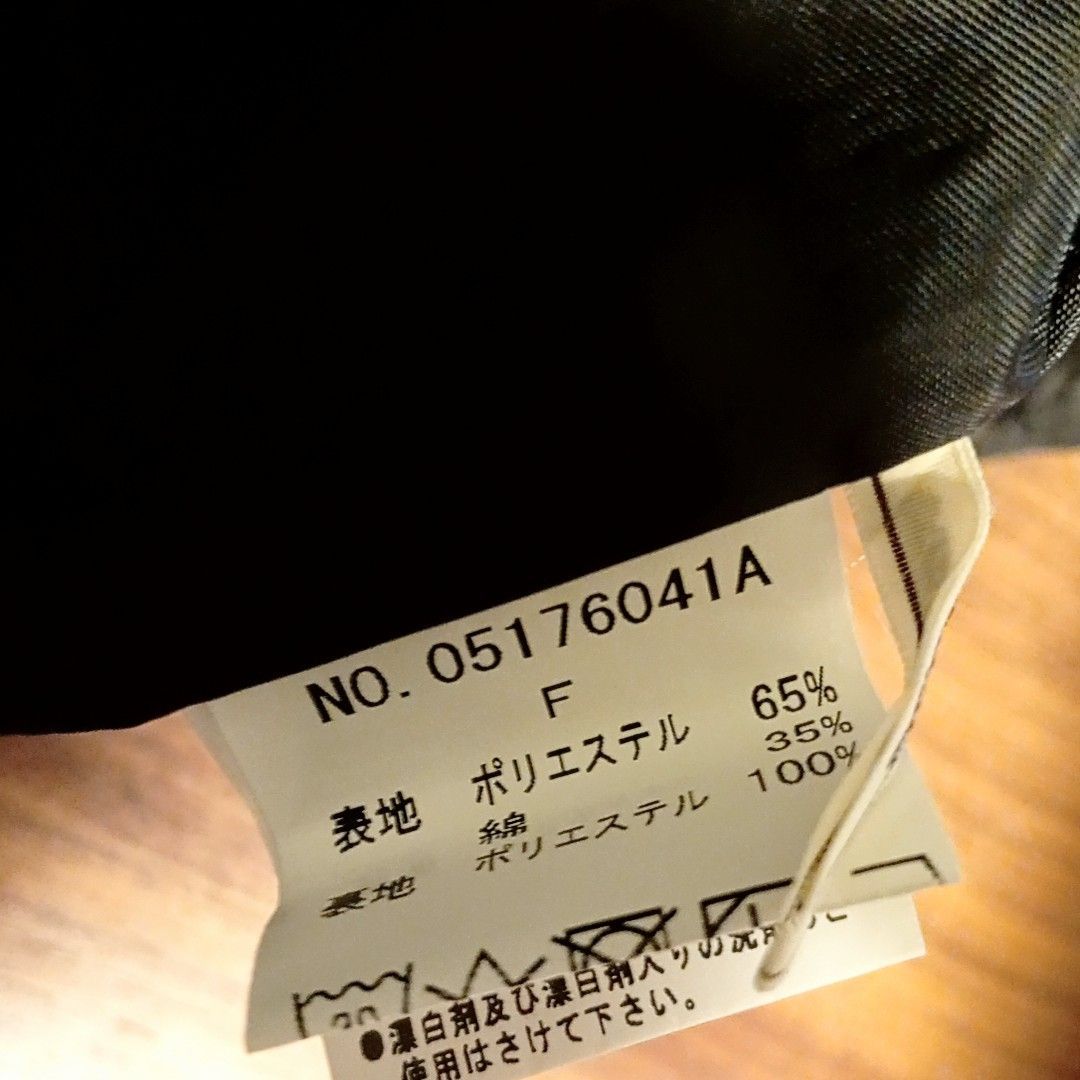 NO. 05176041A
F
表地 ポリエステル 65%
綿 35%
裏地 ポリエステル 100%
●漂白剤及び漂白剤入りの洗剤のご
使用はさけて下さい。